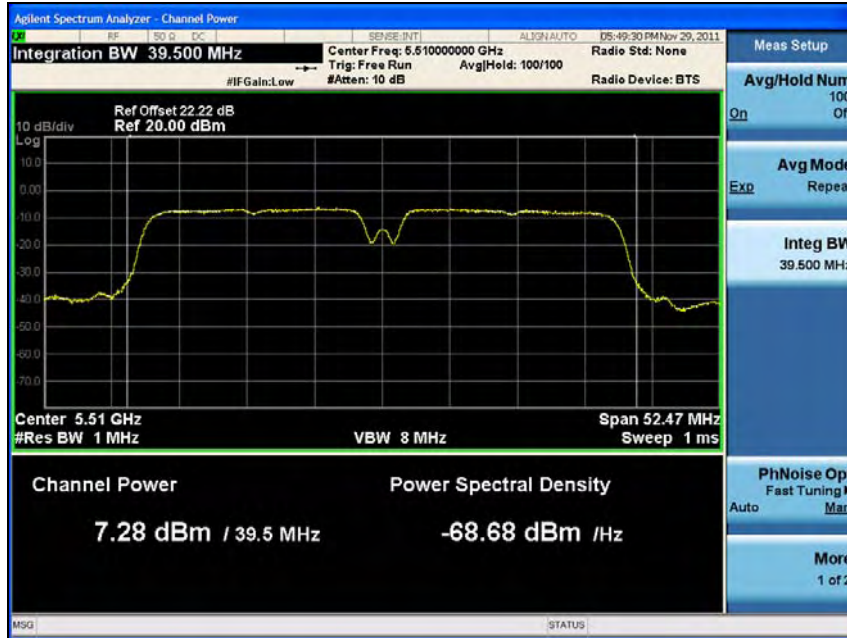 Agilent Spectrum Analyzer - Channel Power
RF 50 Ω DC SENSE:INT ALIGNAUTO 05:49:30 PM Nov 29, 2011
Integration BW 39.500 MHz
Center Freq: 5.510000000 GHz
Radio Std: None
Trig: Free Run
Avg|Hold: 100/100
#IFGain:Low
#Atten: 10 dB
Radio Device: BTS
Ref Offset 22.22 dB
10 dB/div
Ref 20.00 dBm
Log
10.0
0.00
-10.0
-20.0
-30.0
-40.0
-50.0
-60.0
-70.0
Center 5.51 GHz
Span 52.47 MHz
#Res BW 1 MHz
VBW 8 MHz
Sweep 1 ms
Channel Power
Power Spectral Density
7.28 dBm / 39.5 MHz
-68.68 dBm /Hz
Meas Setup
Avg/Hold Num
100
On Of
Avg Mode
Exp Repea
Integ BW
39.500 MHz
PhNoise Op
Fast Tuning
Auto Man
More
1 of 2
MSG
STATUS